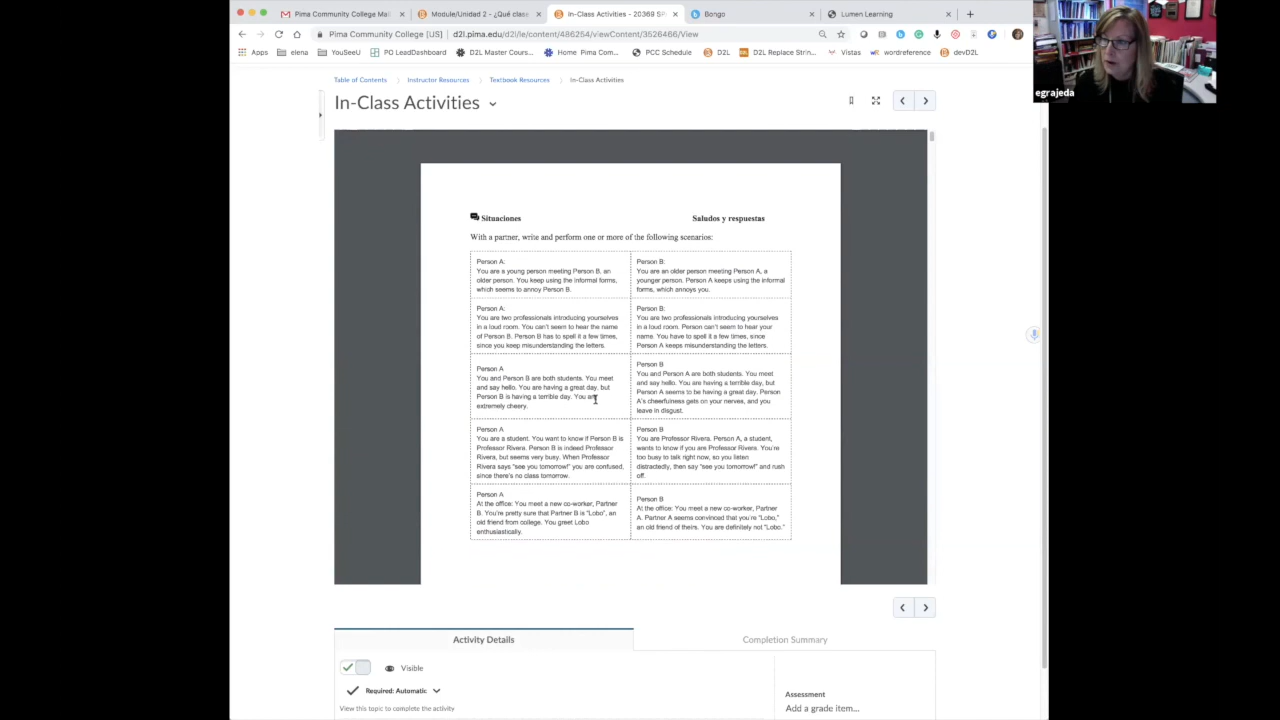 Pima Community College Mai
Module/Unidad 2 - ¿Qué clase
In-Class Activities - 20369 SP
Bongo
Lumen Learning
Pima Community College [US] | d2l.pima.edu/d2l/le/content/486254/viewContent/3526466/View
Apps
elena
YouSeeU
PO LeadDashboard
D2L Master Cours...
Home Pima Com...
PCC Schedule
D2L
D2L Replace Strin...
Vistas
wordreference
devD2L
egrajeda
Table of Contents > Instructor Resources > Textbook Resources > In-Class Activities
In-Class Activities
Situaciones
Saludos y respuestas
With a partner, write and perform one or more of the following scenarios:
Person A:
You are a young person meeting Person B, an
older person. You keep using the informal forms,
which seems to annoy Person B.
Person B:
You are an older person meeting Person A, a
younger person. Person A keeps using the informal
forms, which annoys you.
Person A:
You are two professionals introducing yourselves
in a loud room. You can't seem to hear the name
of Person B. Person B has to spell it a few times,
since you keep misunderstanding the letters.
Person B:
You are two professionals introducing yourselves
in a loud room. Person can't seem to hear your
name. You have to spell it a few times, since
Person A keeps misunderstanding the letters.
Person A
You and Person B are both students. You meet
and say hello. You are having a great day, but
Person B is having a terrible day. You are
extremely cheery.
Person B
You and Person A are both students. You meet
and say hello. You are having a terrible day, but
Person A seems to be having a great day. Person
A's cheerfulness gets on your nerves, and you
leave in disgust.
Person A
You are a student. You want to know if Person B is
Professor Rivera. Person B is indeed Professor
Rivera, but seems very busy. When Professor
Rivera says "see you tomorrow!" you are confused,
since there's no class tomorrow.
Person B
You are Professor Rivera. Person A, a student,
wants to know if you are Professor Rivera. You're
too busy to talk right now, so you listen
distractedly, then say "see you tomorrow!" and rush
off.
Person A
At the office: You meet a new co-worker, Partner
B. You're pretty sure that Partner B is "Lobo", an
old friend from college. You greet Lobo
enthusiastically.
Person B
At the office: You meet a new co-worker, Partner
A. Partner A seems convinced that you're "Lobo,"
an old friend of theirs. You are definitely not "Lobo."
Activity Details
Completion Summary
Visible
Required: Automatic
View this topic to complete the activity
Assessment
Add a grade item...